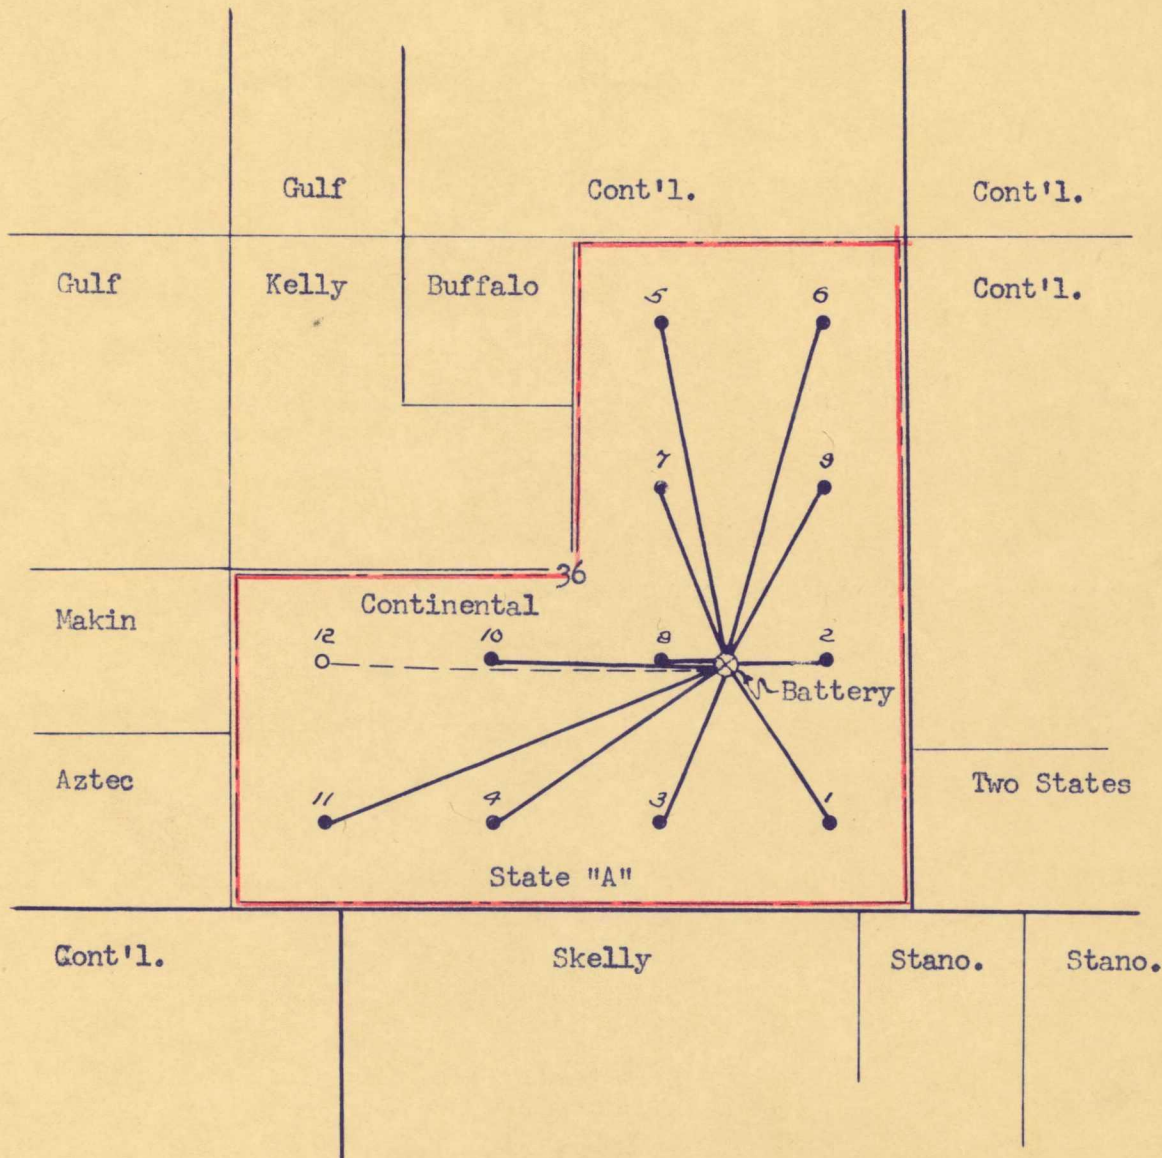 Gulf Cont'l. Cont'l.
Gulf Kelly Buffalo Cont'l.
5 6
7 9
36
Continental
Makin
12 10 8 2
Battery
Aztec Two States
11 4 3 1
State "A"
Cont'l. Skelly Stano. Stano.